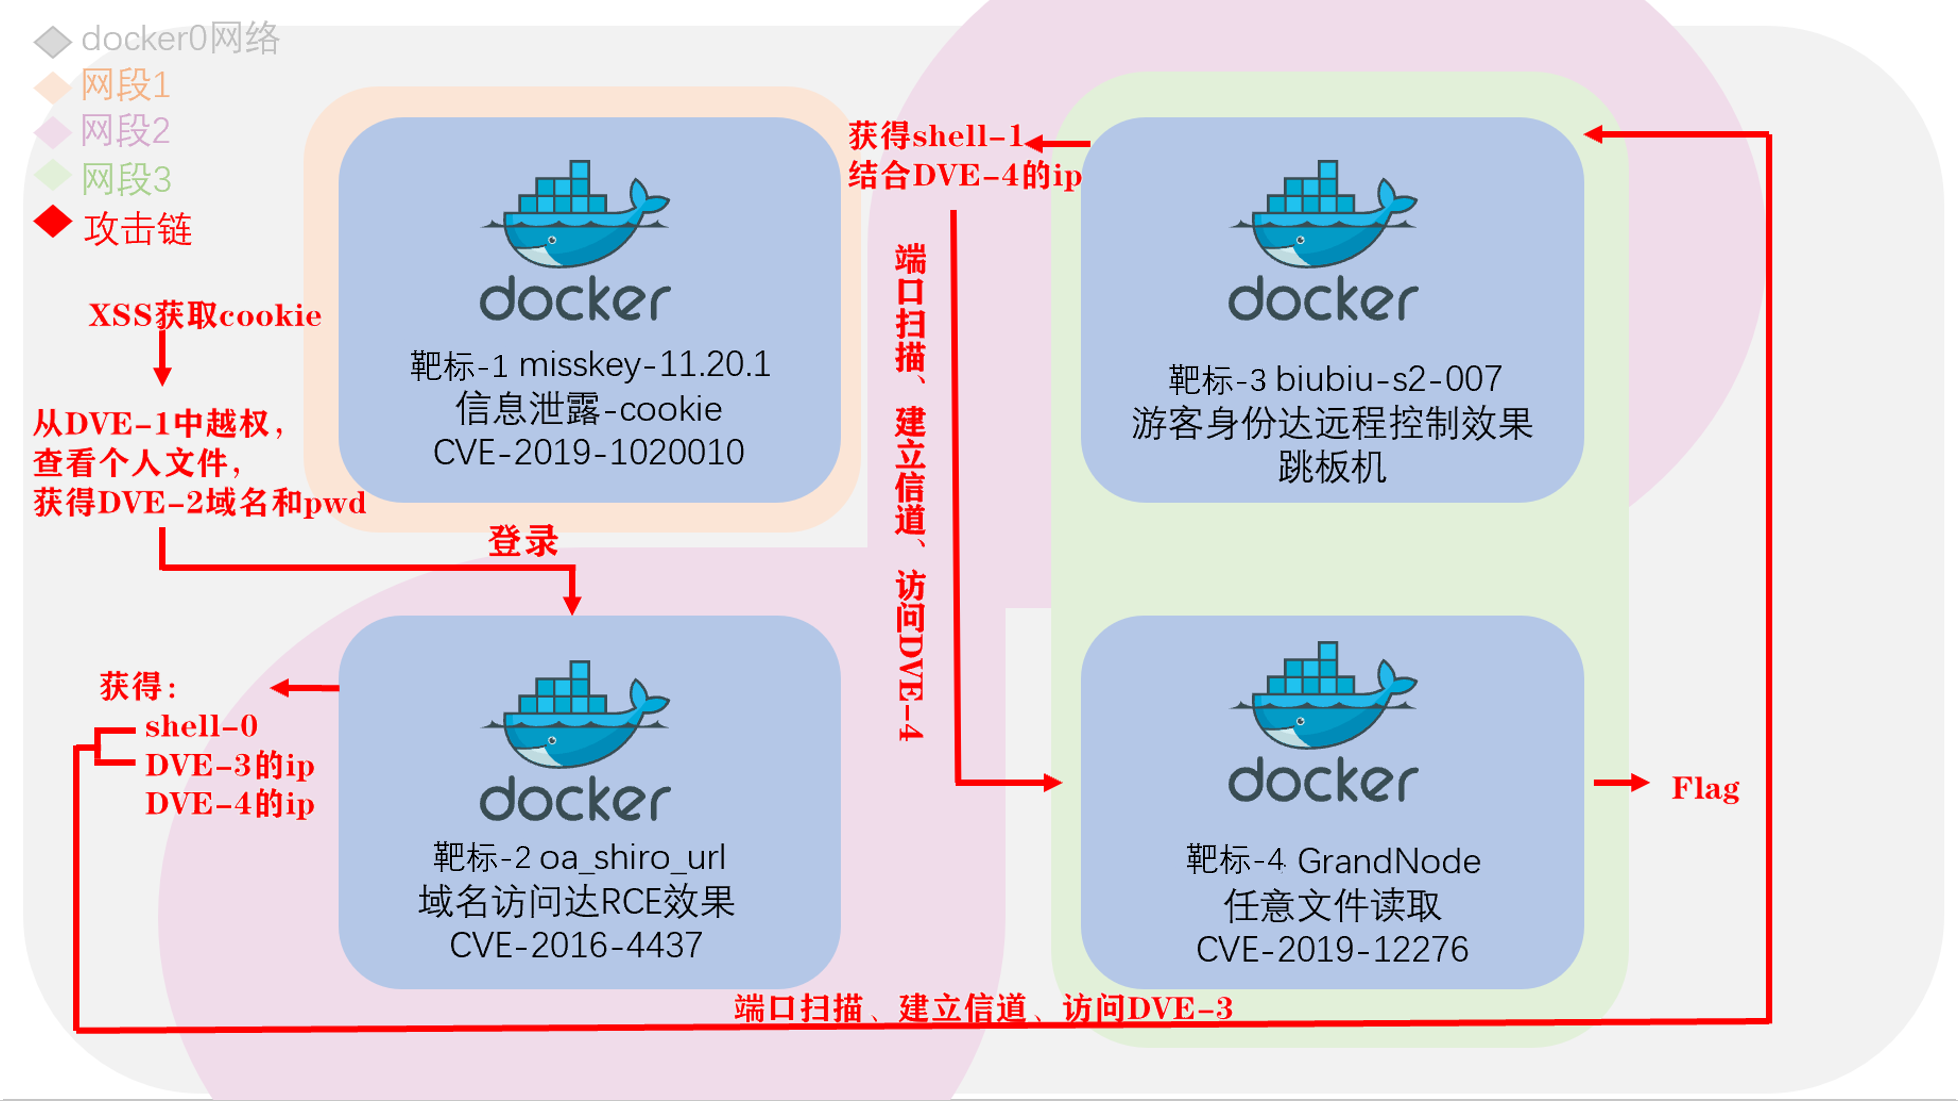 docker0网络
网段1
网段2
网段3
攻击链
XSS获取cookie
从DVE-1中越权，
查看个人文件，
获得DVE-2域名和pwd
登录
docker
靶标-1 misskey-11.20.1
信息泄露-cookie
CVE-2019-1020010
获得shell-1
结合DVE-4的ip
端口扫描、建立信道、访问DVE-4
docker
靶标-3 biubiu-s2-007
游客身份达远程控制效果
跳板机
获得：
shell-0
DVE-3的ip
DVE-4的ip
docker
靶标-2 oa_shiro_url
域名访问达RCE效果
CVE-2016-4437
docker
靶标-4 GrandNode
任意文件读取
CVE-2019-12276
Flag
端口扫描、建立信道、访问DVE-3